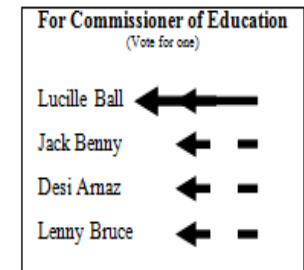 For Commissioner of Education
(Vote for one)
Lucille Ball
Jack Benny
Desi Arnaz
Lenny Bruce